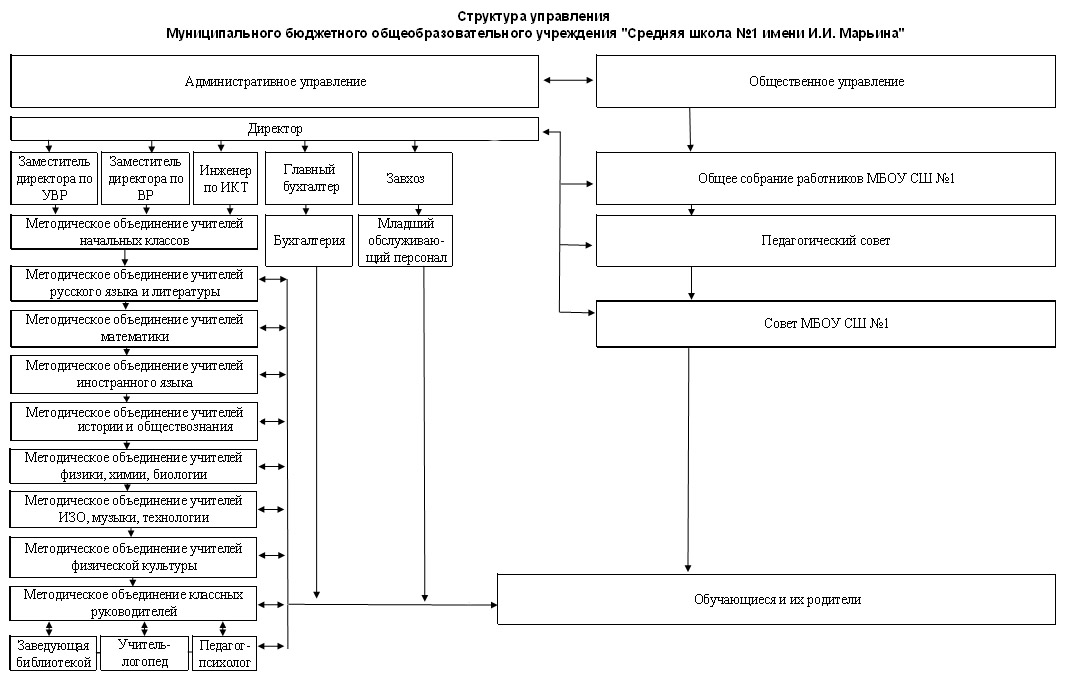 Структура управления
Муниципального бюджетного общеобразовательного учреждения "Средняя школа №1 имени И.И. Марьина"
Административное управление
Общественное управление
Директор
Заместитель
директора по
УВР
Заместитель
директора по
ВР
Инженер
по ИКТ
Главный
бухгалтер
Завхоз
Общее собрание работников МБОУ СШ №1
Методическое объединение учителей
начальных классов
Бухгалтерия
Младший
обслуживаю-
щий персонал
Педагогический совет
Методическое объединение учителей
русского языка и литературы
Методическое объединение учителей
математики
Совет МБОУ СШ №1
Методическое объединение учителей
иностранного языка
Методическое объединение учителей
истории и обществознания
Методическое объединение учителей
физики, химии, биологии
Методическое объединение учителей
ИЗО, музыки, технологии
Методическое объединение учителей
физической культуры
Методическое объединение классных
руководителей
Обучающиеся и их родители
Заведующая
библиотекой
Учитель-
логопед
Педагог-
психолог